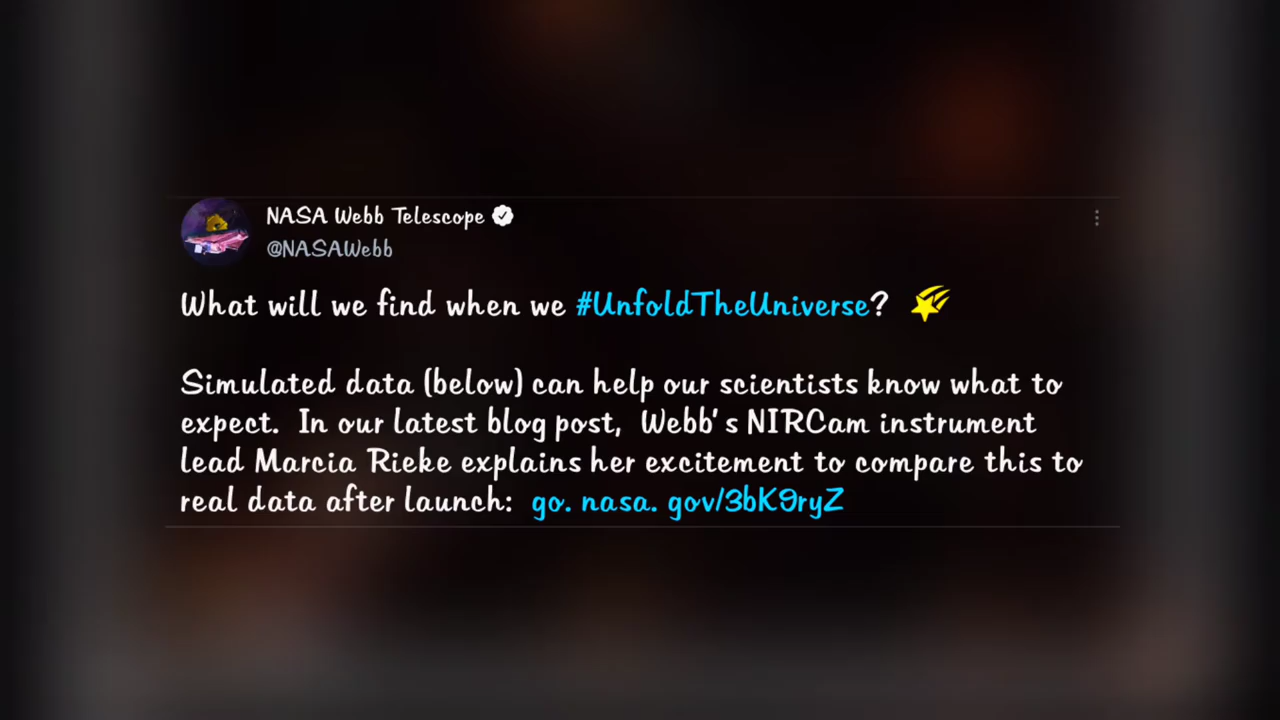 NASA Webb Telescope
@NASAWebb
What will we find when we #UnfoldTheUniverse?
Simulated data (below) can help our scientists know what to
expect. In our latest blog post, Webb's NIRCam instrument
lead Marcia Rieke explains her excitement to compare this to
real data after launch: go. nasa. gov/3bK9ryZ